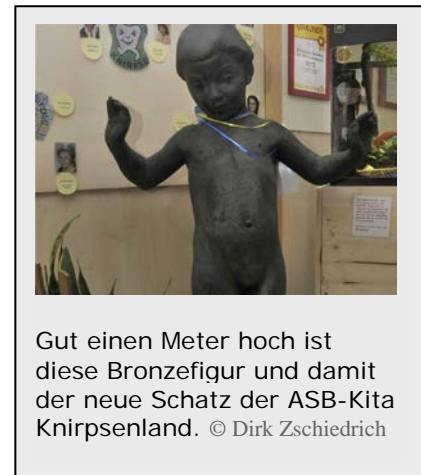 Gut einen Meter hoch ist
diese Bronzefigur und damit
der neue Schatz der ASB-Kita
Knirpsenland. © Dirk Zschiedrich